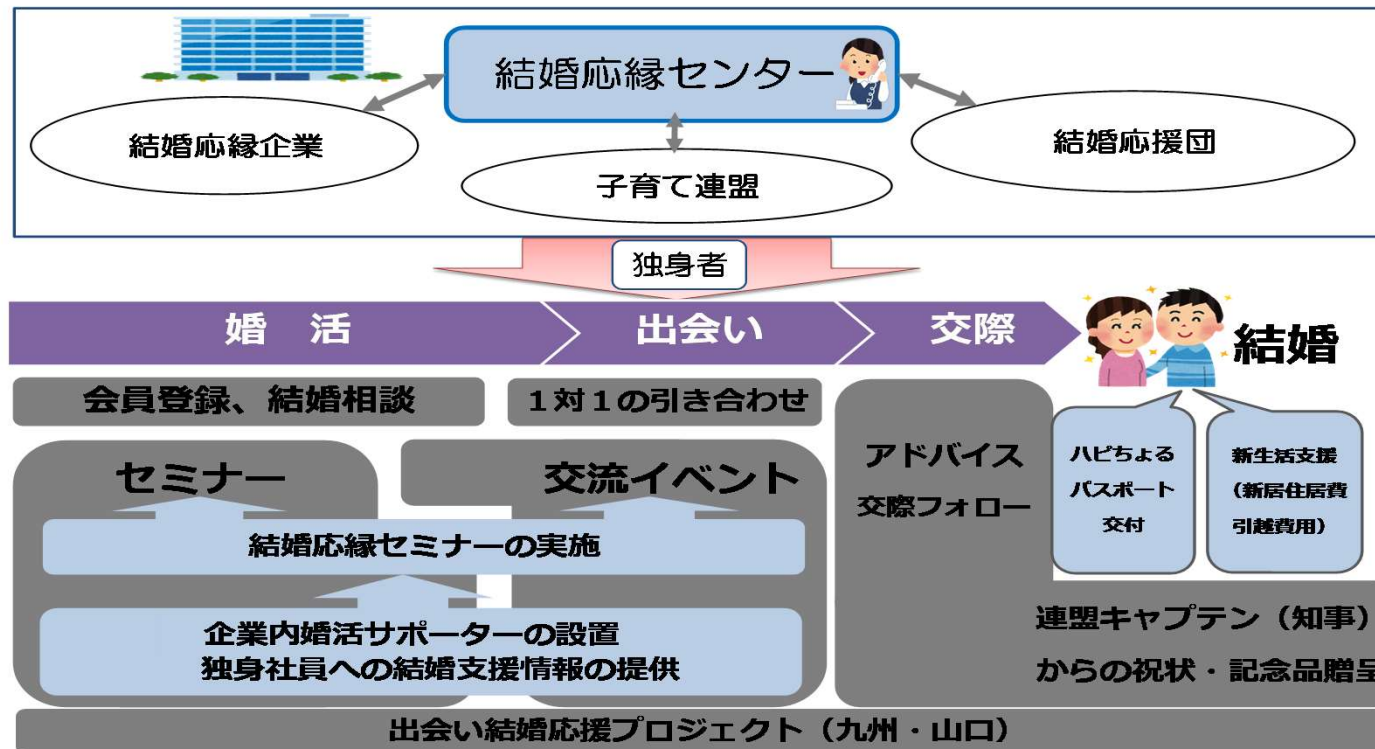 結婚応縁センター
結婚応縁企業
子育て連盟
結婚応援団
独身者
婚 活
出会い
交際
結婚
会員登録、結婚相談
１対１の引き合わせ
セミナー
交流イベント
結婚応縁セミナーの実施
企業内婚活サポーターの設置
独身社員への結婚支援情報の提供
アドバイス
交際フォロー
ハピちょる
パスポート
交付
新生活支援
（新居住居費
引越費用）
連盟キャプテン（知事）
からの祝状・記念品贈呈
出会い結婚応援プロジェクト（九州・山口）